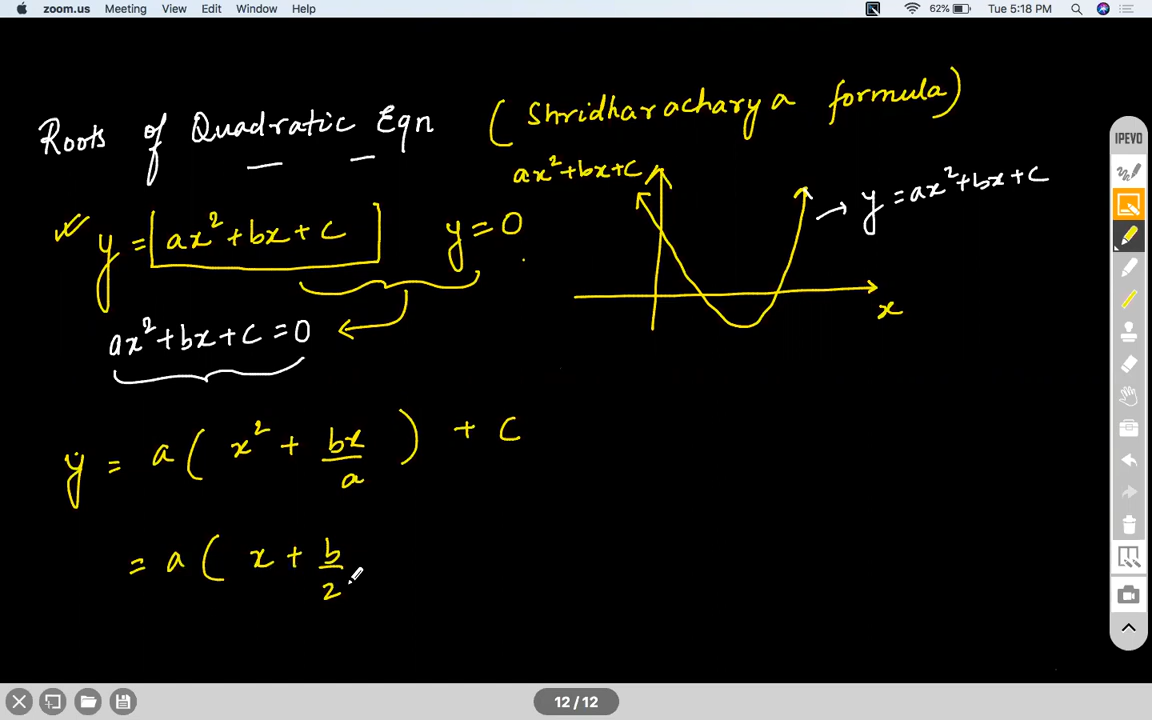 zoom.us Meeting View Edit Window Help 62% Tue 5:18 PM
Roots of Quadratic Eqn (Shridharacharya formula)
ax²+bx+c
y = ax²+bx+c
y = [ax²+bx+c] y=0
x
ax²+bx+c=0
y = a( x² + bx/a ) + c
= a( x + b/2
IPEVO
12/12